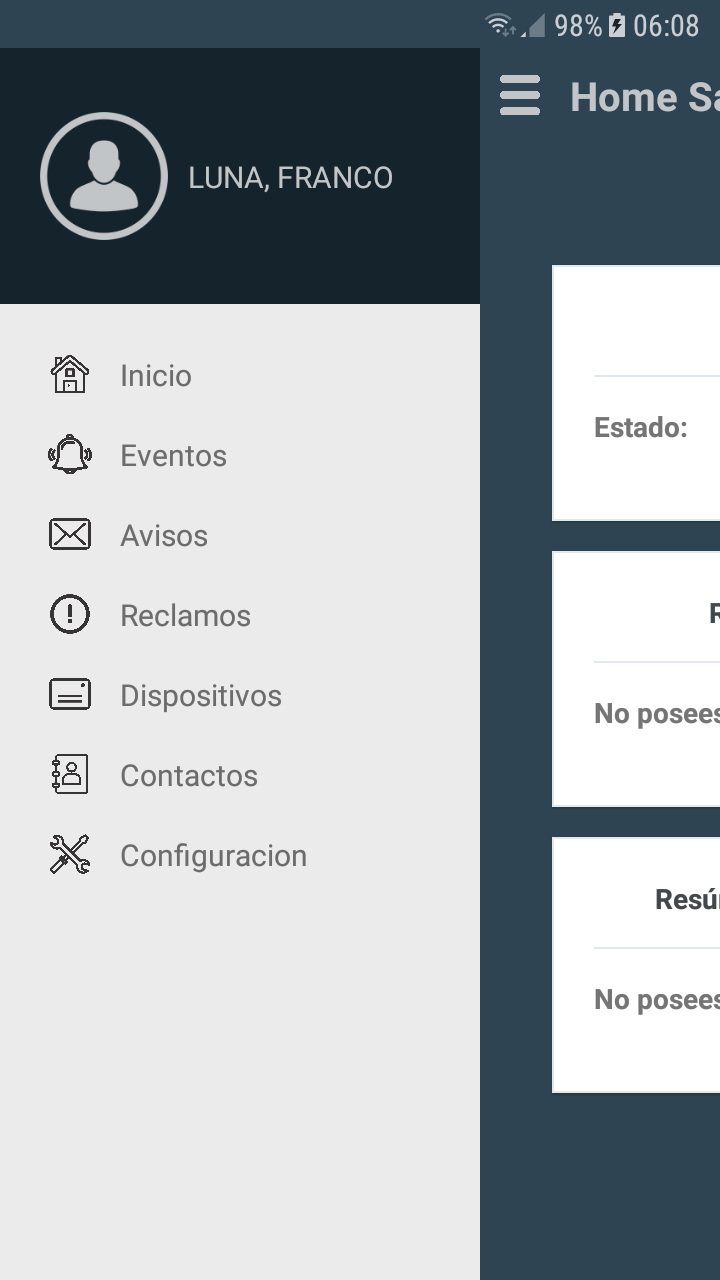 98% 06:08
Home Sa
LUNA, FRANCO
Inicio
Eventos
Avisos
Reclamos
Dispositivos
Contactos
Configuracion
Estado:
R
No posees
Resú
No posees